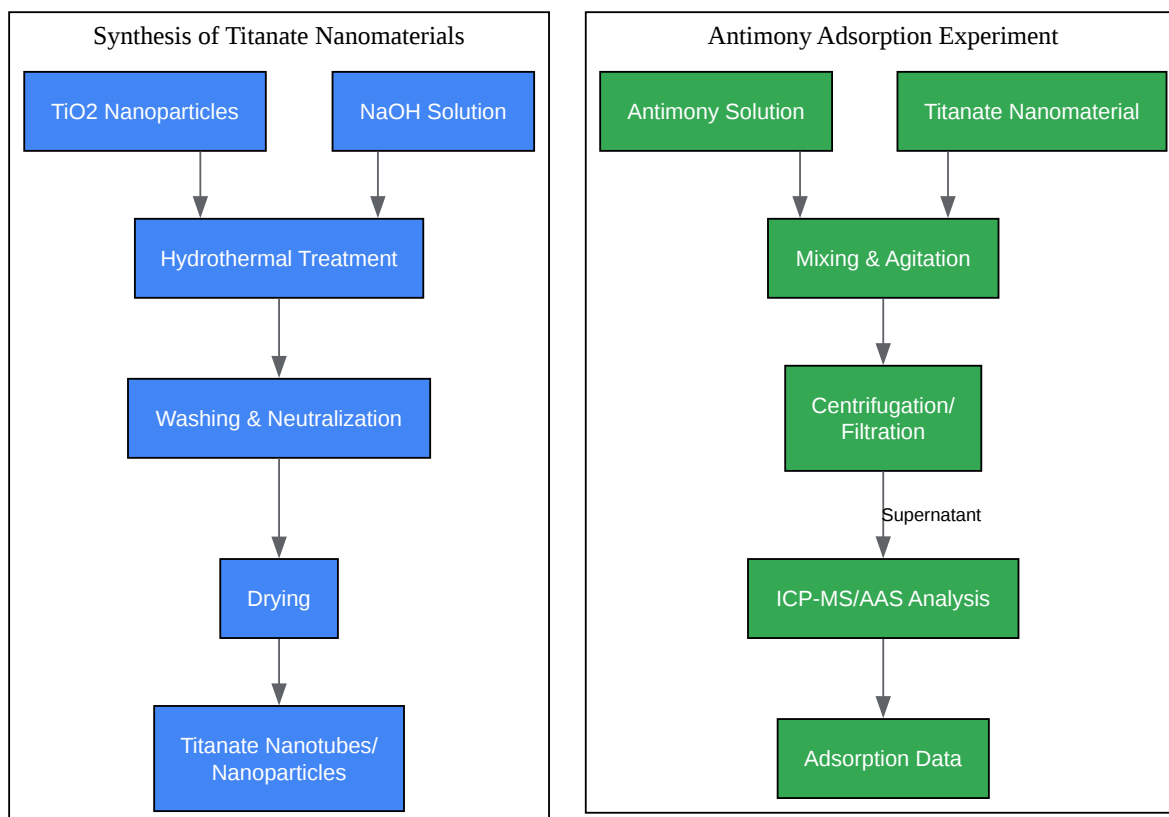 Synthesis of Titanate Nanomaterials
TiO2 Nanoparticles
NaOH Solution
Hydrothermal Treatment
Washing & Neutralization
Drying
Titanate Nanotubes/
Nanoparticles
Antimony Adsorption Experiment
Antimony Solution
Titanate Nanomaterial
Mixing & Agitation
Centrifugation/
Filtration
Supernatant
ICP-MS/AAS Analysis
Adsorption Data